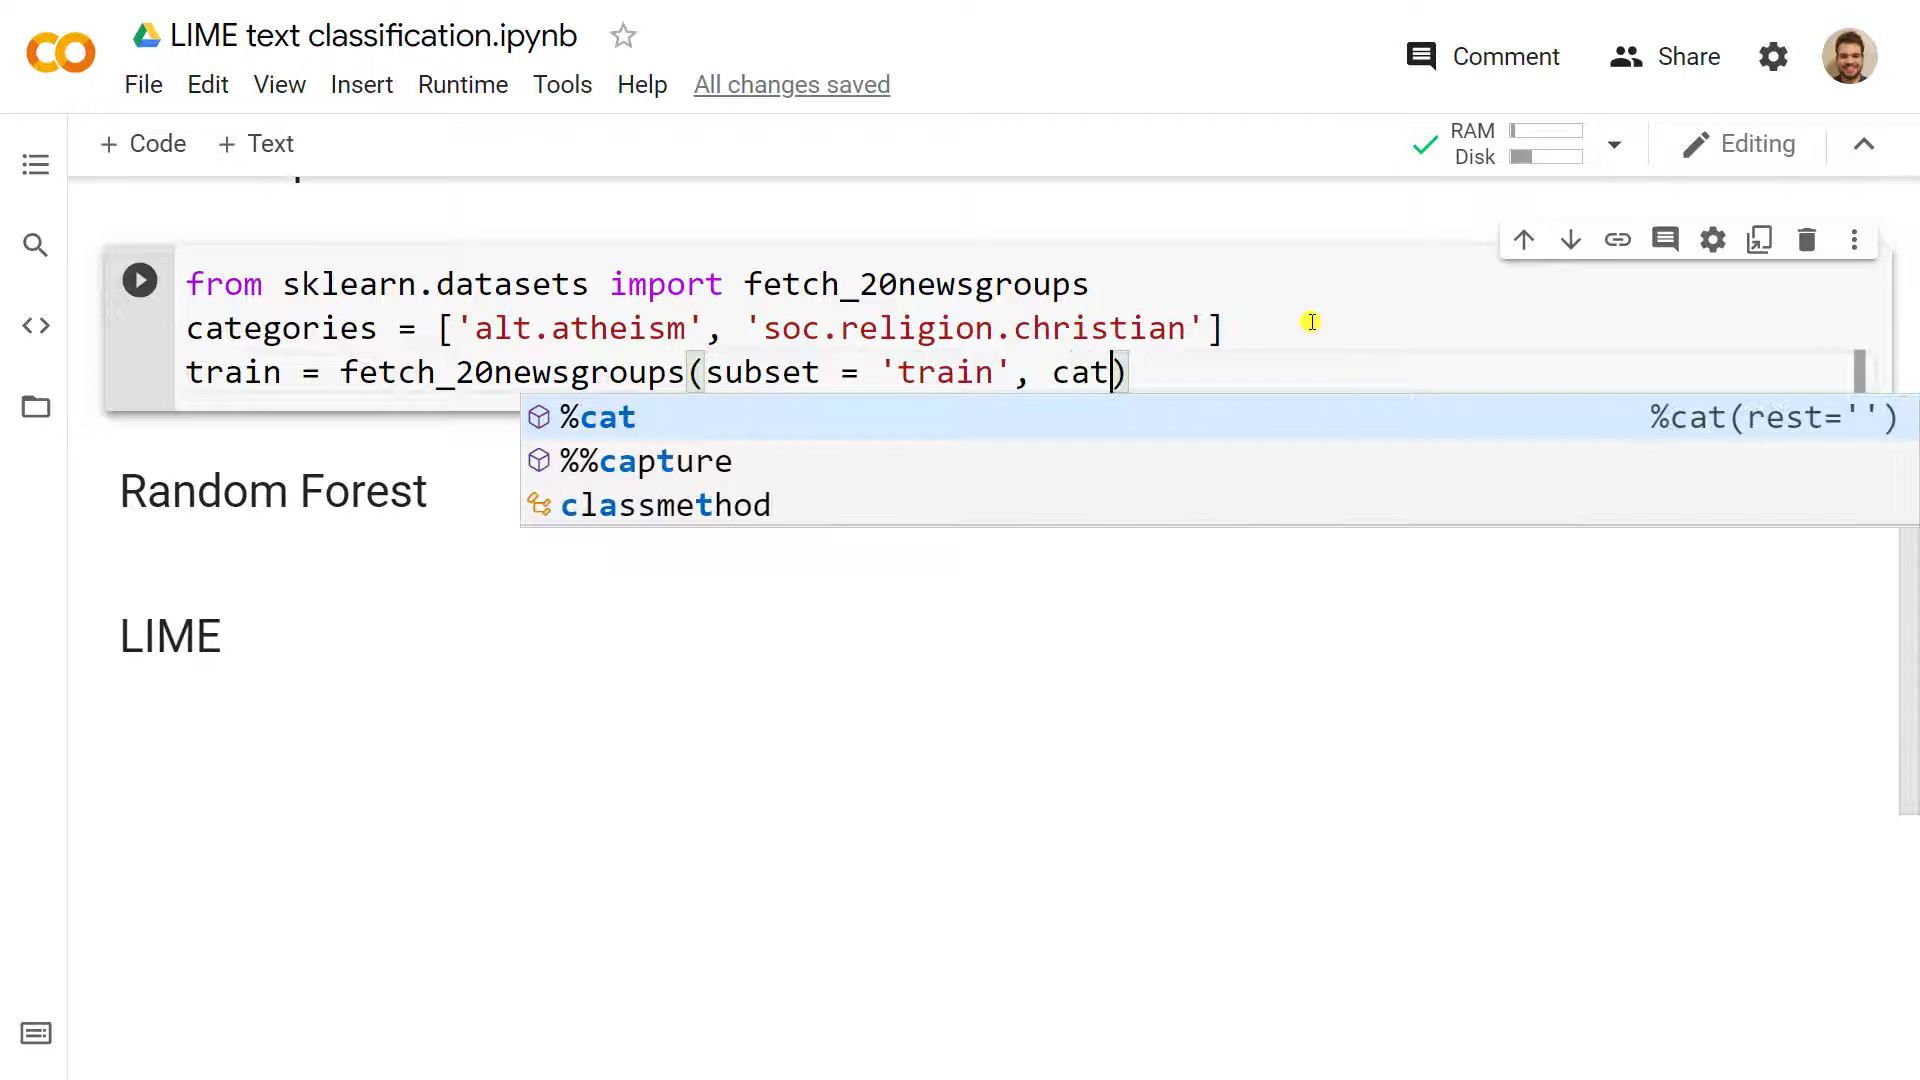 LIME text classification.ipynb
File Edit View Insert Runtime Tools Help All changes saved
Comment
Share
+ Code + Text
RAM
Disk
Editing
from sklearn.datasets import fetch_20newsgroups
categories = ['alt.atheism', 'soc.religion.christian']
train = fetch_20newsgroups(subset = 'train', cat)
%cat %cat(rest='')
%%capture
classmethod
Random Forest
LIME